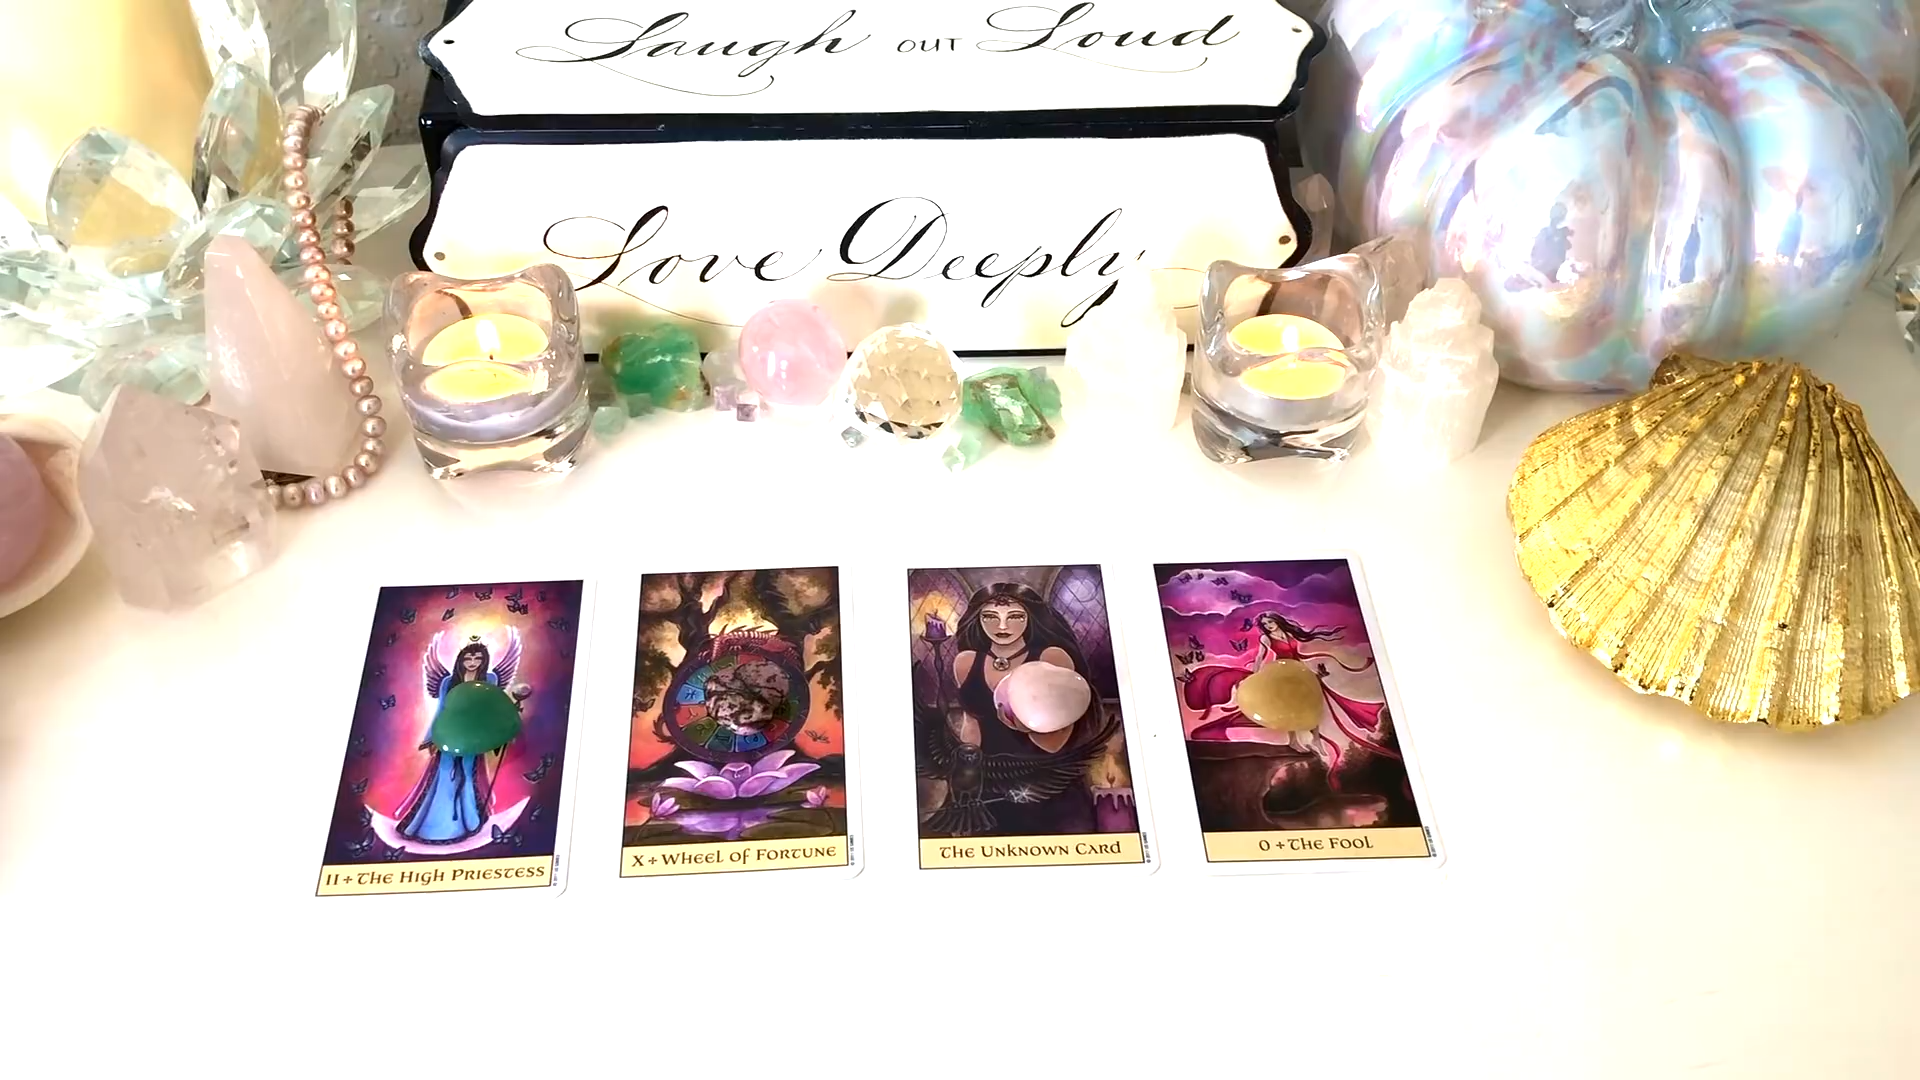 Laugh OUT Loud
Love Deeply
II + The High Priestess
X + Wheel of Fortune
The Unknown Card
0 + The Fool